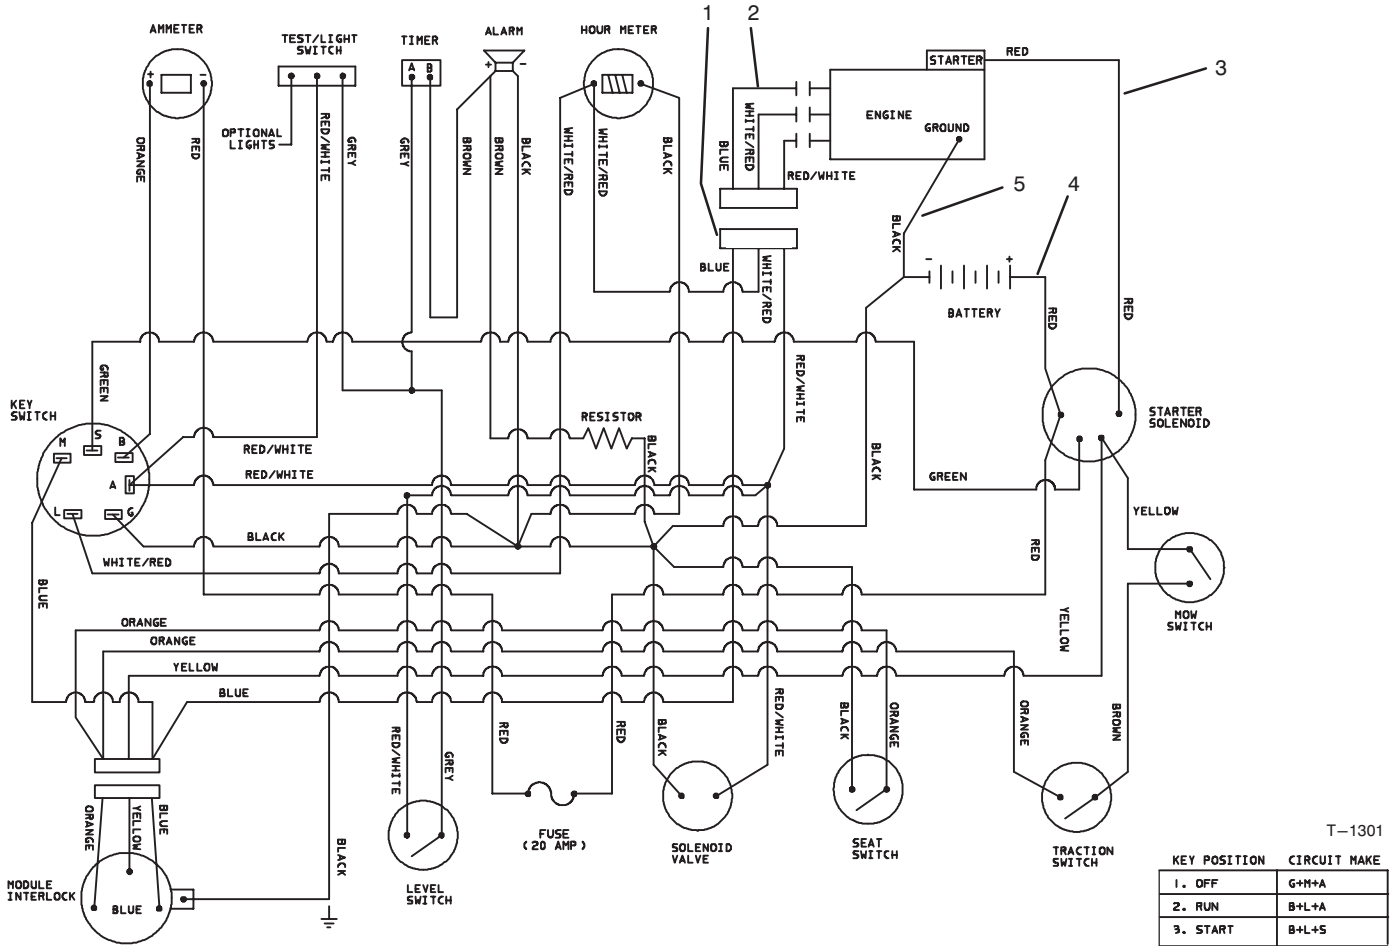 1
2
3
4
5
AMMETER
+
-
TEST/LIGHT
SWITCH
TIMER
A B
ALARM
+
-
HOUR METER
STARTER
RED
ENGINE
GROUND
OPTIONAL
LIGHTS
ORANGE
RED
RED/WHITE
GREY
GREY
BROWN
BROWN
BLACK
WHITE/RED
WHITE/RED
BLACK
BLUE
WHITE/RED
RED/WHITE
BLACK
BLUE
WHITE/RED
-
+
BATTERY
RED
RED
GREEN
RED/WHITE
KEY
SWITCH
M
S
B
A
L
G
RESISTOR
BLACK
BLACK
STARTER
SOLENOID
RED/WHITE
RED/WHITE
GREEN
YELLOW
BLACK
WHITE/RED
RED
BLUE
YELLOW
MOW
SWITCH
ORANGE
ORANGE
YELLOW
BLUE
RED/WHITE
GREY
RED
RED
BLACK
RED/WHITE
BLACK
ORANGE
ORANGE
BROWN
ORANGE
YELLOW
BLUE
BLACK
FUSE
(20 AMP)
SOLENOID
VALVE
SEAT
SWITCH
TRACTION
SWITCH
LEVEL
SWITCH
MODULE
INTERLOCK
BLUE
T-1301
KEY POSITION CIRCUIT MAKE
1. OFF G+M+A
2. RUN B+L+A
3. START B+L+S